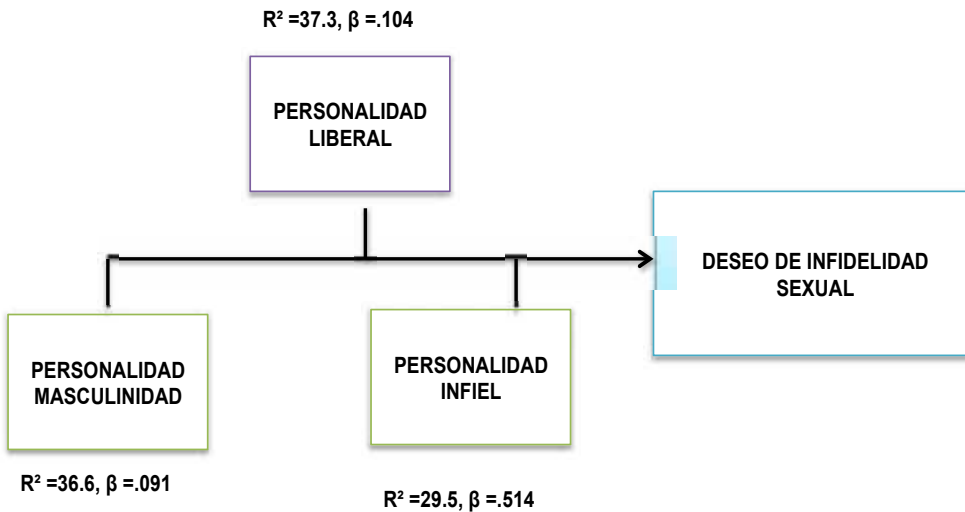 R² =37.3, β =.104
PERSONALIDAD
LIBERAL
DESEO DE INFIDELIDAD
SEXUAL
PERSONALIDAD
MASCULINIDAD
PERSONALIDAD
INFIEL
R² =36.6, β =.091
R² =29.5, β =.514